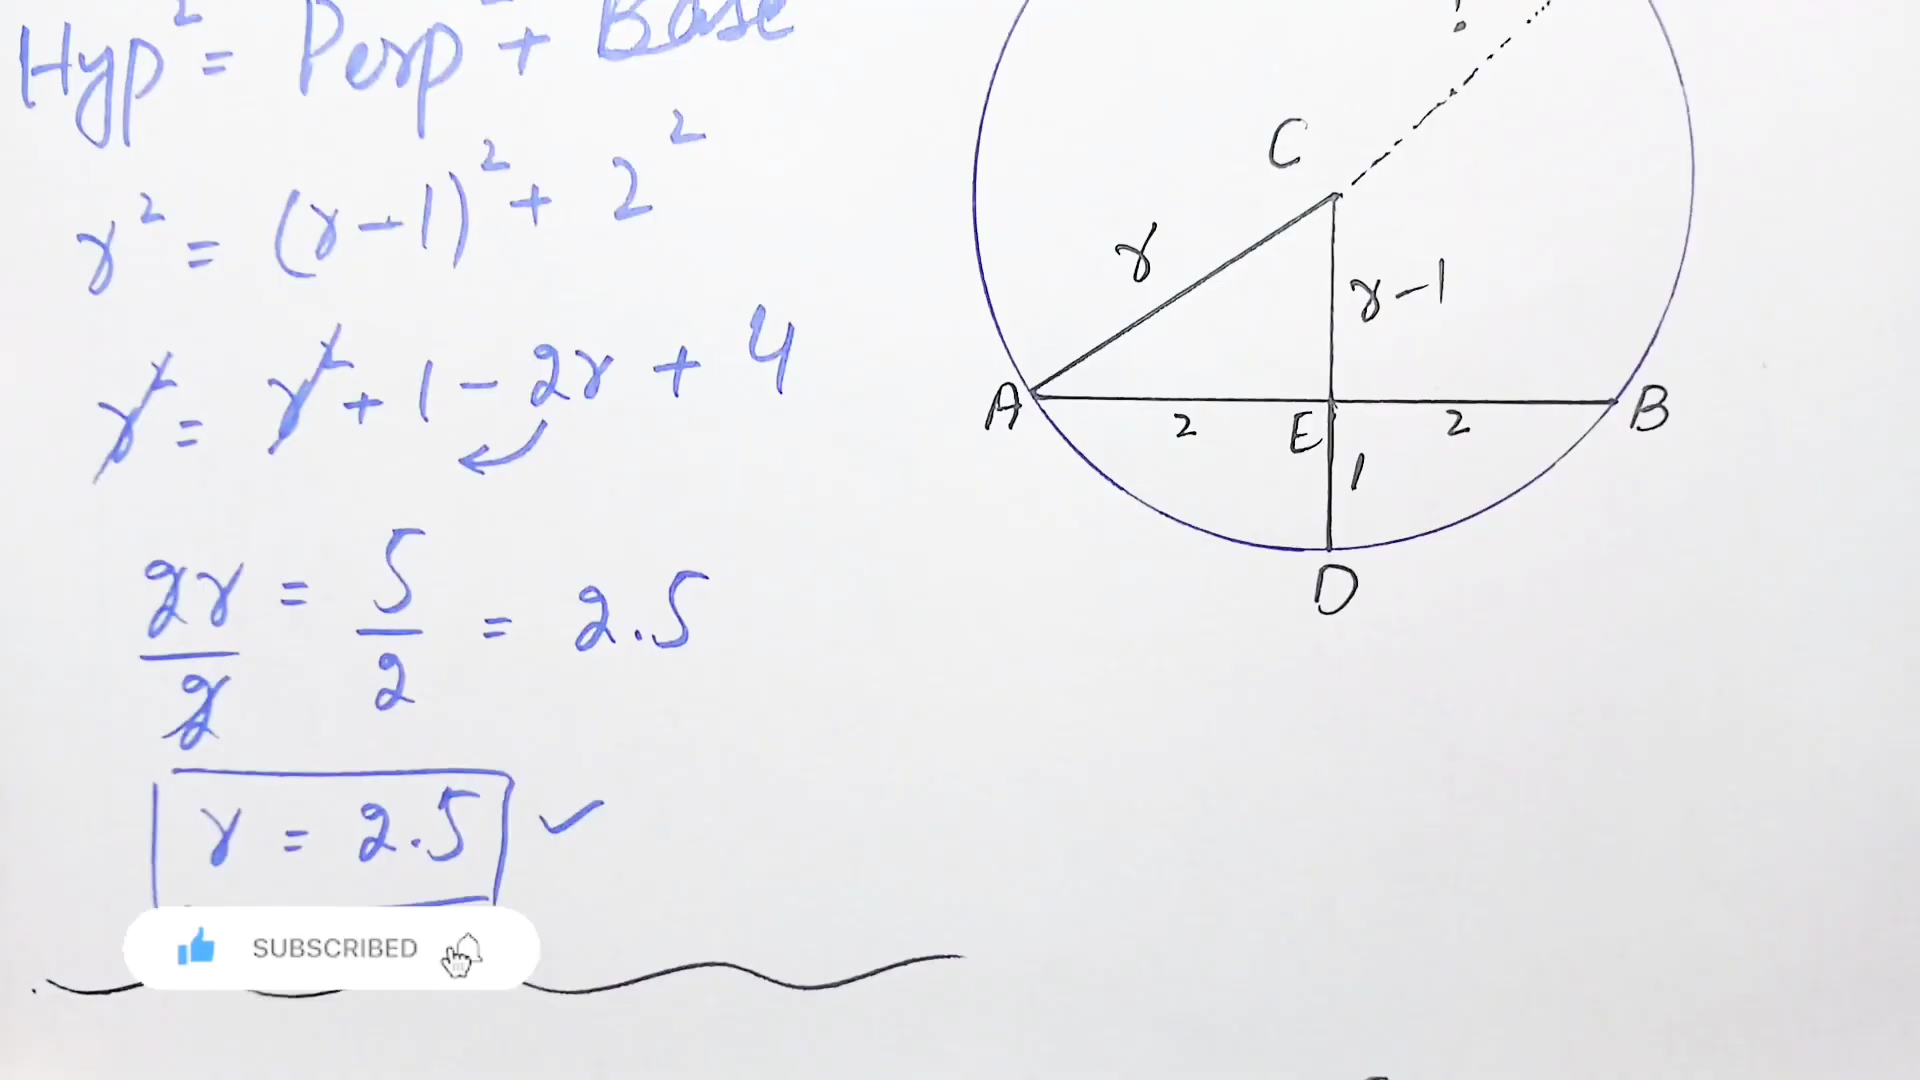 Hyp² = Perp² + Base
r² = (r-1)² + 2²
r² = r² + 1 - 2r + 4
2r/2 = 5/2 = 2.5
r = 2.5 ✓
SUBSCRIBED
?
C
r
r-1
A
2
E
2
B
1
D